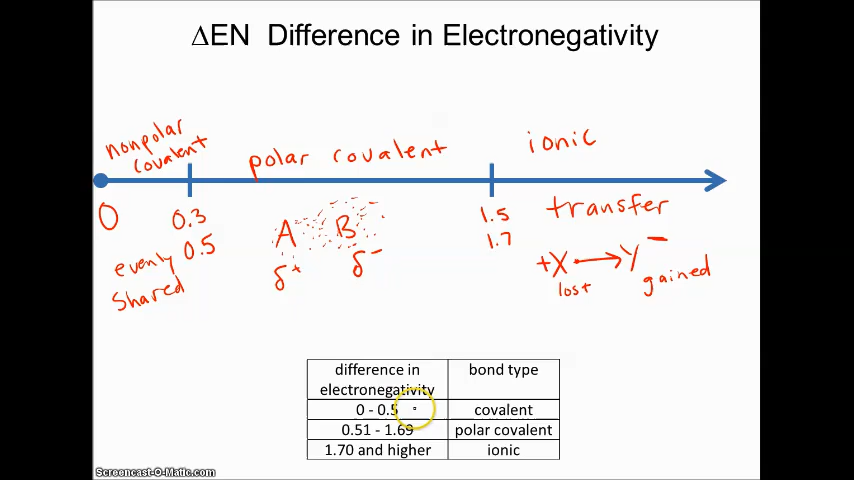 ΔEN Difference in Electronegativity
nonpolar
covalent
polar covalent
ionic
0
0.3
0.5
evenly
shared
A B
δ+ δ-
1.5
1.7
transfer
+X → Y -
lost
gained
difference in electronegativity bond type
0 - 0.5 covalent
0.51 - 1.69 polar covalent
1.70 and higher ionic
Screencast-O-Matic.com